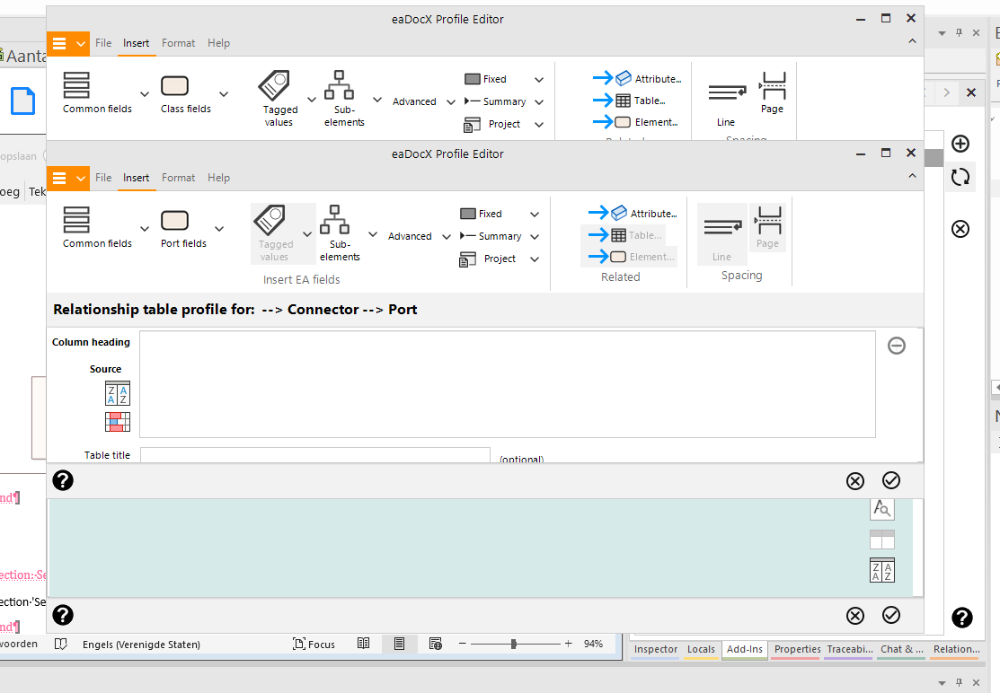 eaDocX Profile Editor
File Insert Format Help
Aanta
Common fields
Class fields
Tagged values
Sub-elements
Advanced
Fixed
Summary
Project
Attribute...
Table...
Element...
Line
Page
opslaan
oeg Tek
eaDocX Profile Editor
File Insert Format Help
Common fields
Port fields
Tagged values
Sub-elements
Advanced
Fixed
Summary
Project
Insert EA fields
Attribute...
Table...
Element...
Related
Line
Page
Spacing
Relationship table profile for: --> Connector --> Port
Column heading
Source
Table title
(optional)
nd¶
ection:·Se
ection·'Se
nd¶
woorden
Engels (Verenigde Staten)
Focus
94%
Inspector Locals Add-Ins Properties Traceabi... Chat & ... Relation...